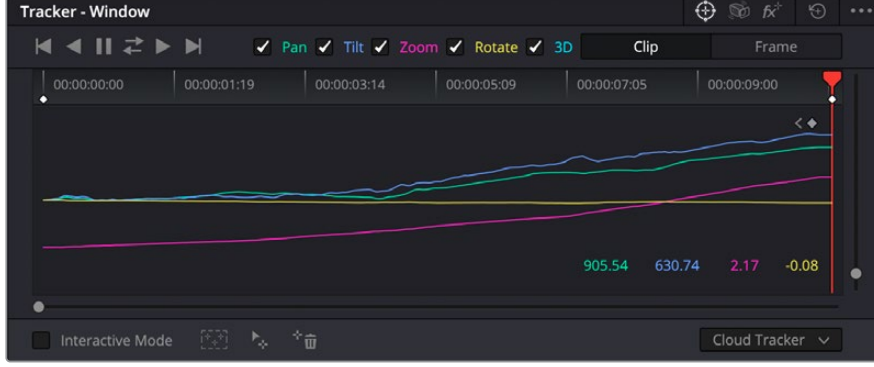 Tracker - Window
fx
Pan Tilt Zoom Rotate 3D Clip Frame
00:00:00:00 00:00:01:19 00:00:03:14 00:00:05:09 00:00:07:05 00:00:09:00
905.54 630.74 2.17 -0.08
Interactive Mode Cloud Tracker